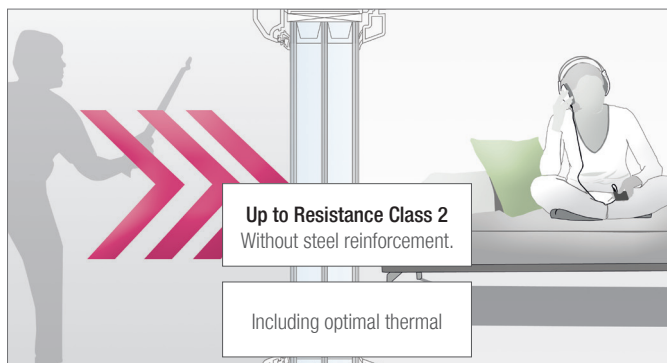 Up to Resistance Class 2
Without steel reinforcement.
Including optimal thermal